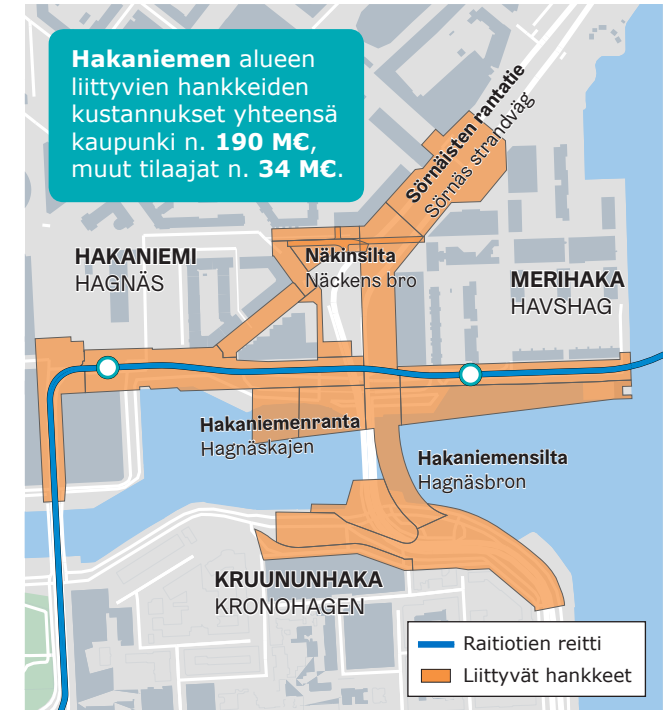 Hakaniemen alueen
liittyvien hankkeiden
kustannukset yhteensä
kaupunki n. 190 M€,
muut tilaajat n. 34 M€.
Sörnäisten rantatie
Sörnäs strandväg
HAKANIEMI
HAGNÄS
Näkinsilta
Näckens bro
MERIHAKA
HAVSHAG
Hakaniemenranta
Hagnäskajen
Hakaniemensilta
Hagnäsbron
KRUUNUNHAKA
KRONOHAGEN
Raitiotien reitti
Liittyvät hankkeet